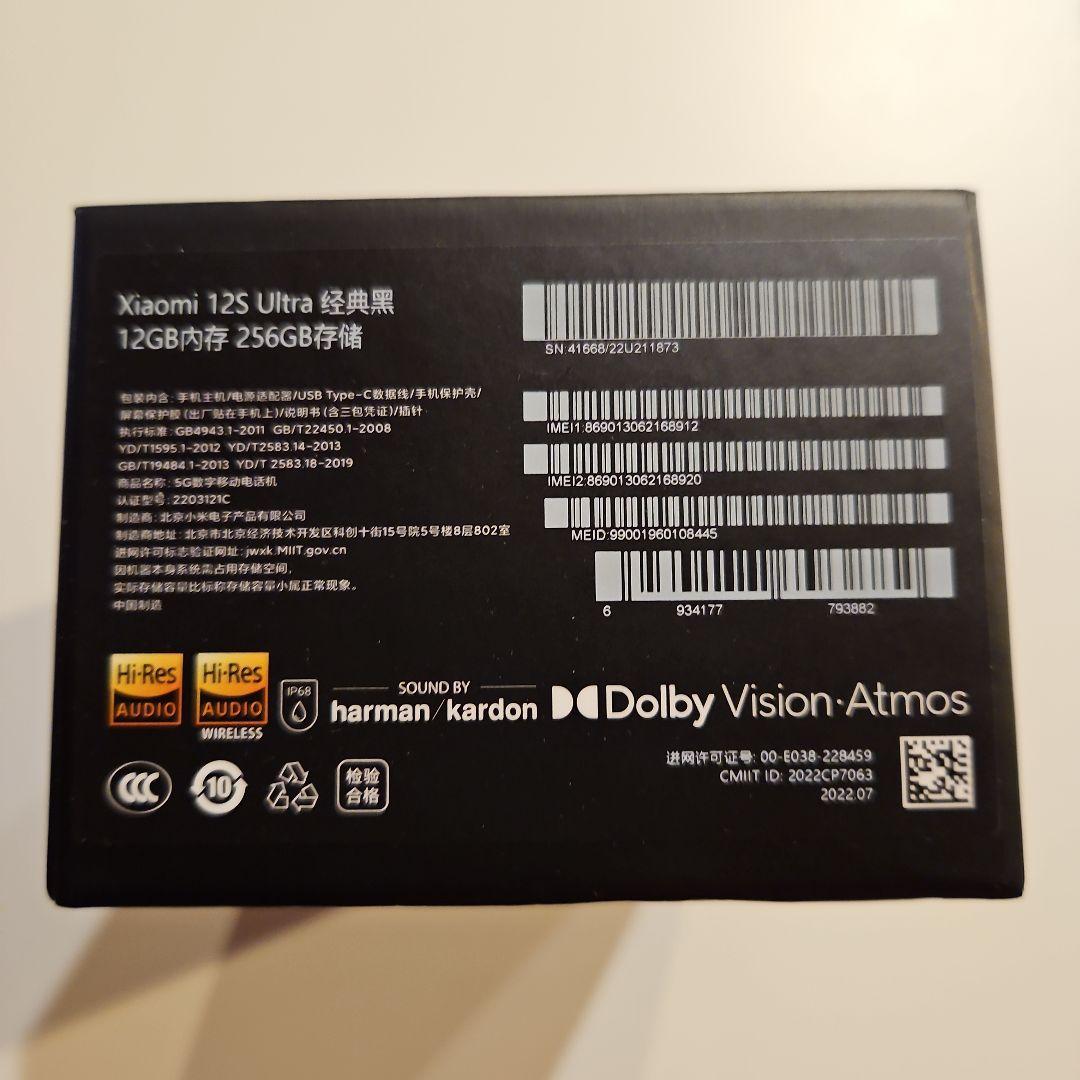 Xiaomi 12S Ultra 经典黑
12GB内存 256GB存储
包装内含: 手机主机/电源适配器/USB Type-C数据线/手机保护壳/
屏幕保护膜 (出厂贴在手机上)/说明书 (含三包凭证)/插针
执行标准: GB4943.1-2011 GB/T22450.1-2008
YD/T1595.1-2012 YD/T2583.14-2013
GB/T19484.1-2013 YD/T 2583.18-2019
商品名称: 5G数字移动电话机
认证型号: 2203121C
制造商: 北京小米电子产品有限公司
制造商地址: 北京市北京经济技术开发区科创十街15号院5号楼8层802室
进网许可标志验证网址: jwxk.MIIT.gov.cn
因机器本身系统需占用存储空间,
实际存储容量比标称存储容量小属正常现象。
中国制造
SN:41668/22U211873
IMEI1:869013062168912
IMEI2:869013062168920
MEID:99001960108445
6 934177 793882
Hi-Res AUDIO
Hi-Res AUDIO
WIRELESS
IP68
SOUND BY
harman/kardon
Dolby Vision·Atmos
CCC
10
检验
合格
进网许可证号: 00-E038-228459
CMIIT ID: 2022CP7063
2022.07